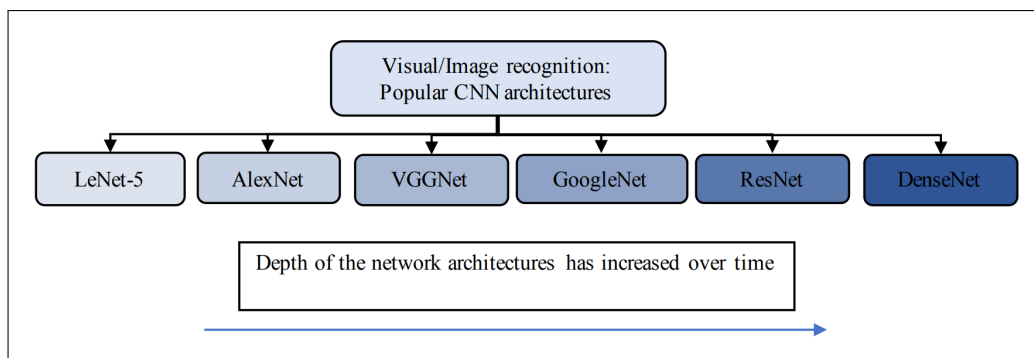 Visual/Image recognition:
Popular CNN architectures
LeNet-5
AlexNet
VGGNet
GoogleNet
ResNet
DenseNet
Depth of the network architectures has increased over time